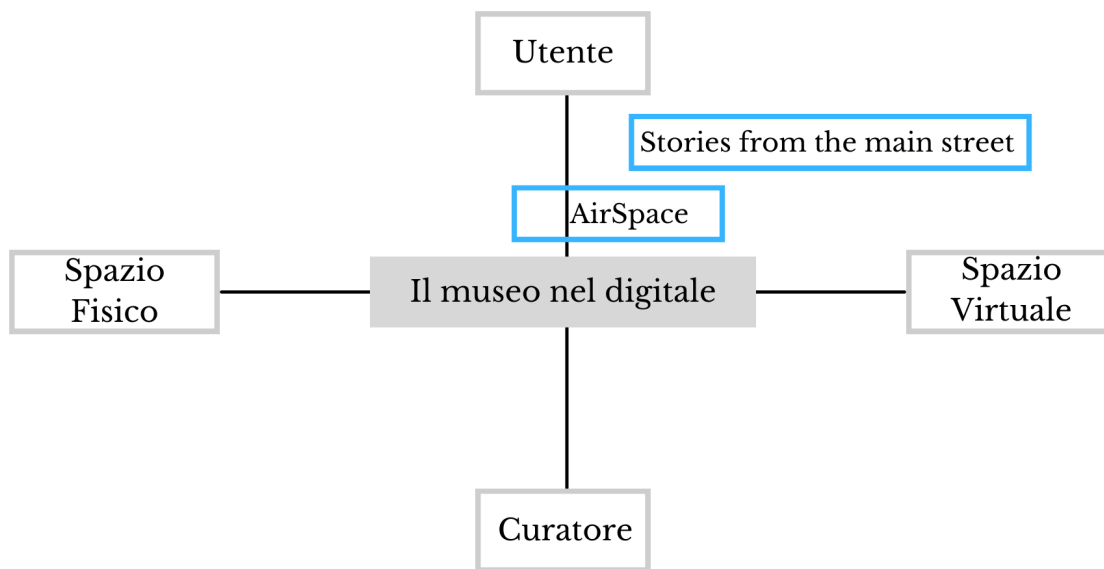 Utente
Stories from the main street
AirSpace
Spazio
Fisico
Il museo nel digitale
Spazio
Virtuale
Curatore